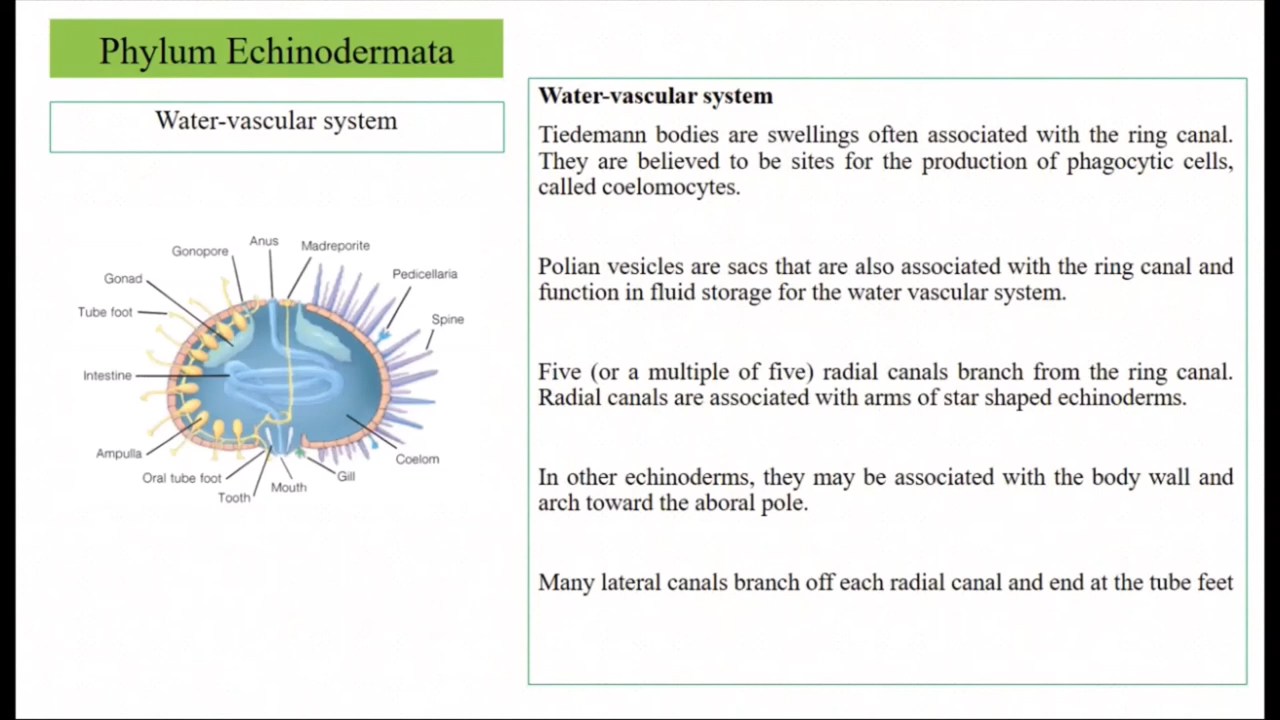 Phylum Echinodermata
Water-vascular system
Anus
Madreporite
Gonopore
Pedicellaria
Gonad
Tube foot
Spine
Intestine
Ampulla
Coelom
Oral tube foot
Gill
Mouth
Tooth
Water-vascular system
Tiedemann bodies are swellings often associated with the ring canal.
They are believed to be sites for the production of phagocytic cells,
called coelomocytes.
Polian vesicles are sacs that are also associated with the ring canal and
function in fluid storage for the water vascular system.
Five (or a multiple of five) radial canals branch from the ring canal.
Radial canals are associated with arms of star shaped echinoderms.
In other echinoderms, they may be associated with the body wall and
arch toward the aboral pole.
Many lateral canals branch off each radial canal and end at the tube feet